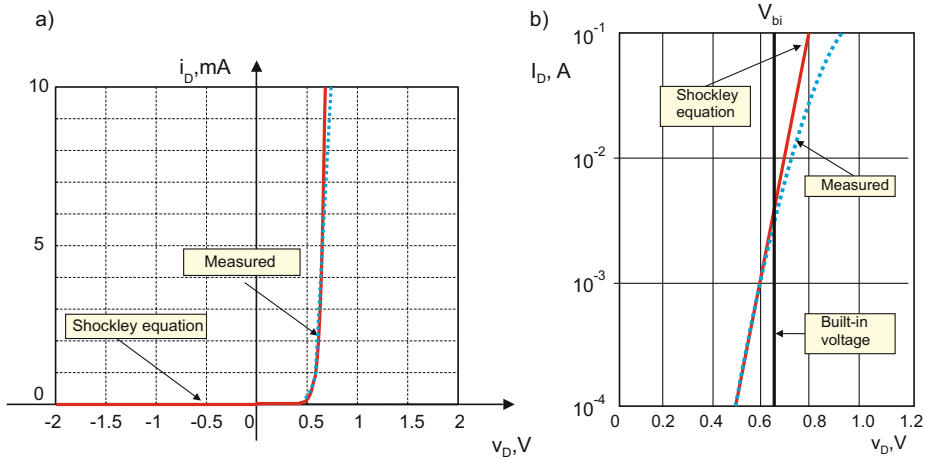 a)
i_D,mA
10
5
0
Measured
Shockley equation
-2
-1.5
-1
-0.5
0
0.5
1
1.5
2
v_D,V
b)
V_bi
I_D, A
10^-1
10^-2
10^-3
10^-4
Shockley
equation
Measured
Built-in
voltage
0
0.2
0.4
0.6
0.8
1.0
1.2
v_D,V